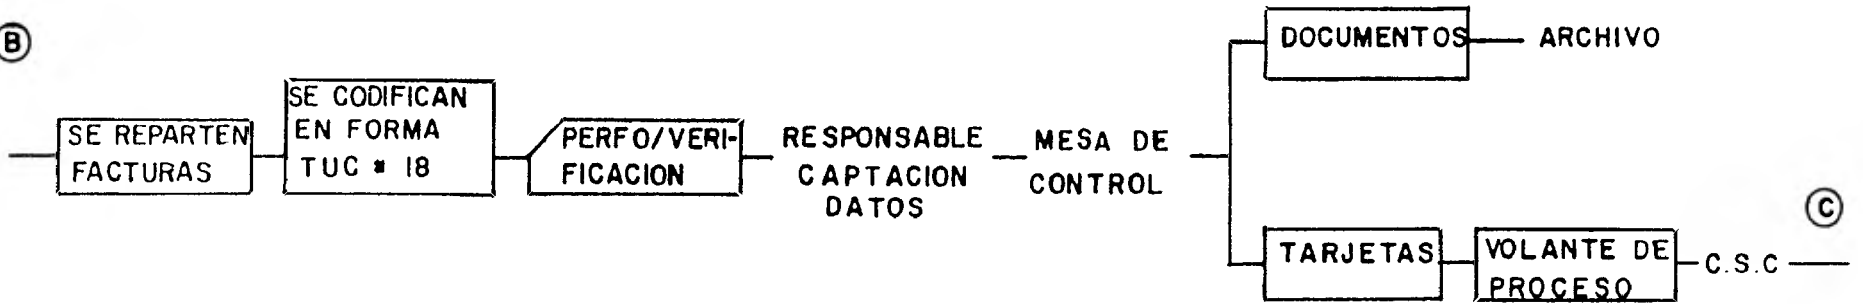 B
SE REPARTEN
FACTURAS
SE CODIFICAN
EN FORMA
TUC # 18
PERFO/VERI-
FICACION
RESPONSABLE
CAPTACION
DATOS
MESA DE
CONTROL
DOCUMENTOS
ARCHIVO
TARJETAS
VOLANTE DE
PROCESO
C.S.C
C